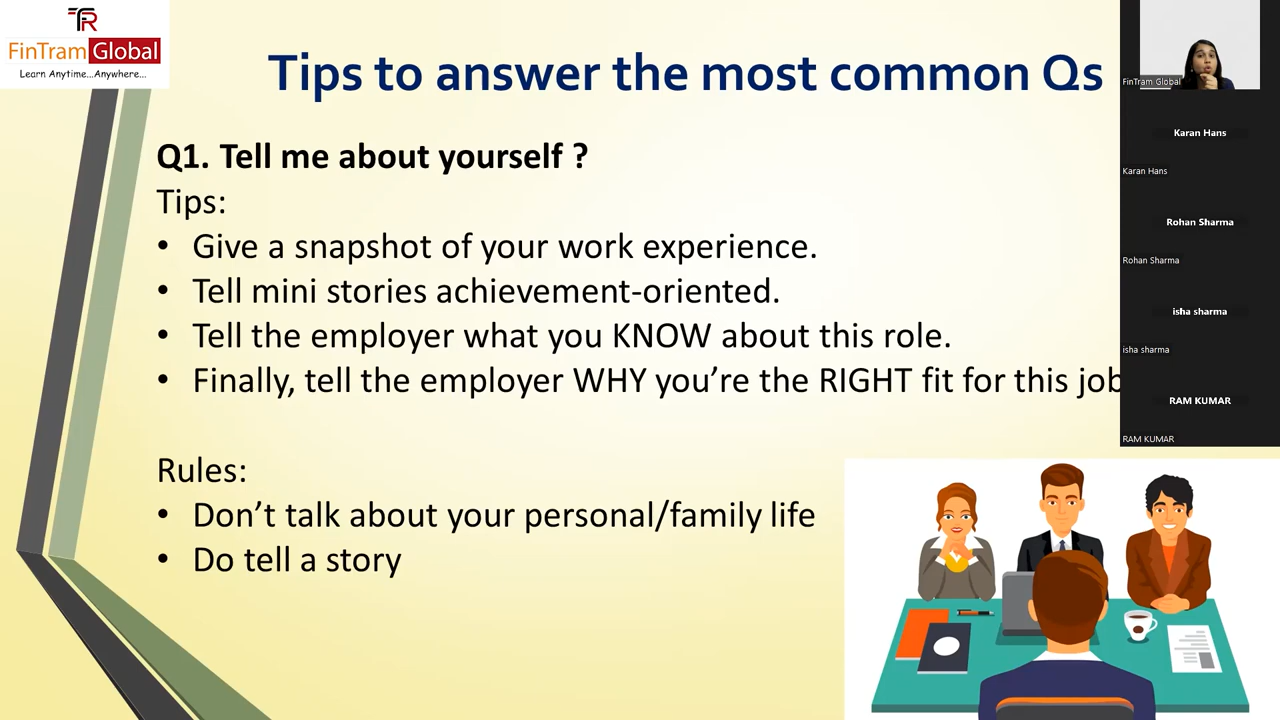 TR
FinTram Global
Learn Anytime...Anywhere...
Tips to answer the most common Qs
Q1. Tell me about yourself ?
Tips:
• Give a snapshot of your work experience.
• Tell mini stories achievement-oriented.
• Tell the employer what you KNOW about this role.
• Finally, tell the employer WHY you’re the RIGHT fit for this job
Rules:
• Don’t talk about your personal/family life
• Do tell a story
FinTram Global
Karan Hans
Karan Hans
Rohan Sharma
Rohan Sharma
isha sharma
isha sharma
RAM KUMAR
RAM KUMAR